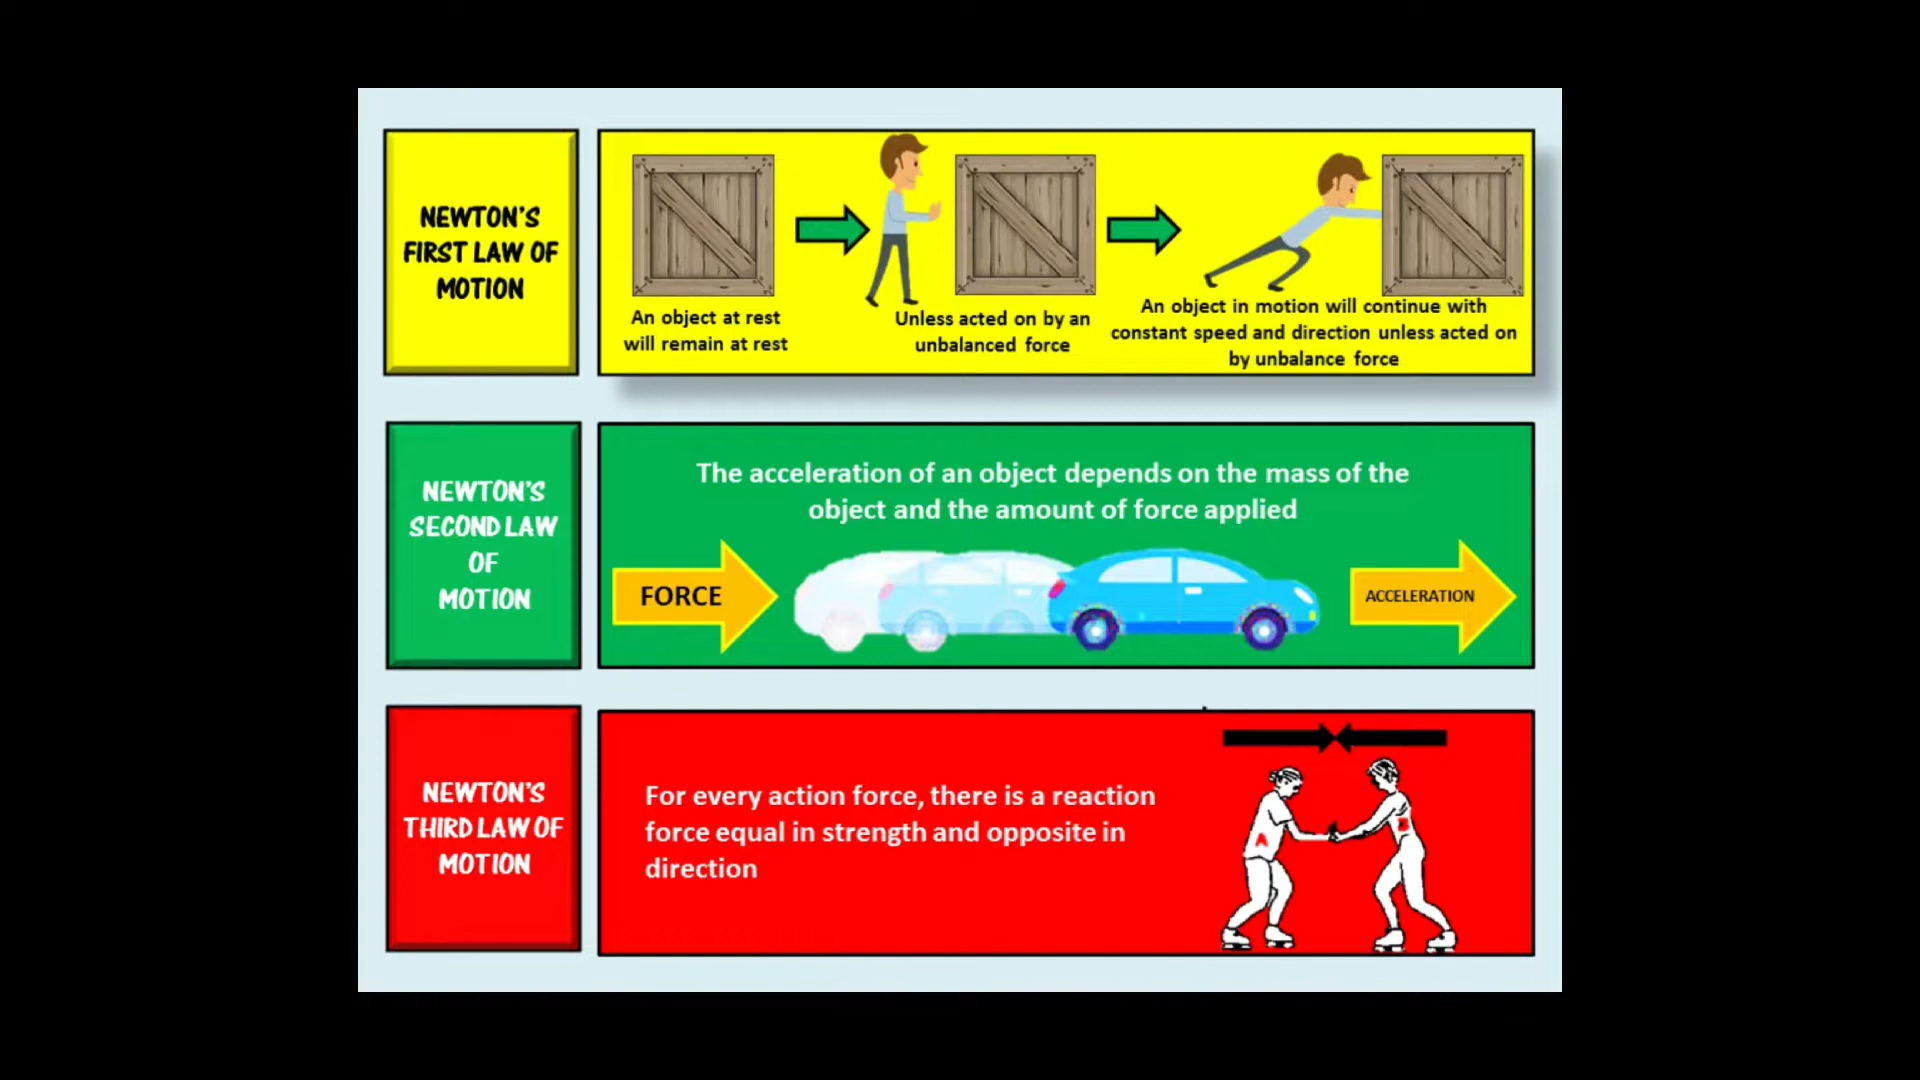 NEWTON'S
FIRST LAW OF
MOTION
An object at rest
will remain at rest
Unless acted on by an
unbalanced force
An object in motion will continue with
constant speed and direction unless acted on
by unbalance force
NEWTON'S
SECOND LAW
OF
MOTION
The acceleration of an object depends on the mass of the
object and the amount of force applied
FORCE
ACCELERATION
NEWTON'S
THIRD LAW OF
MOTION
For every action force, there is a reaction
force equal in strength and opposite in
direction
A
B